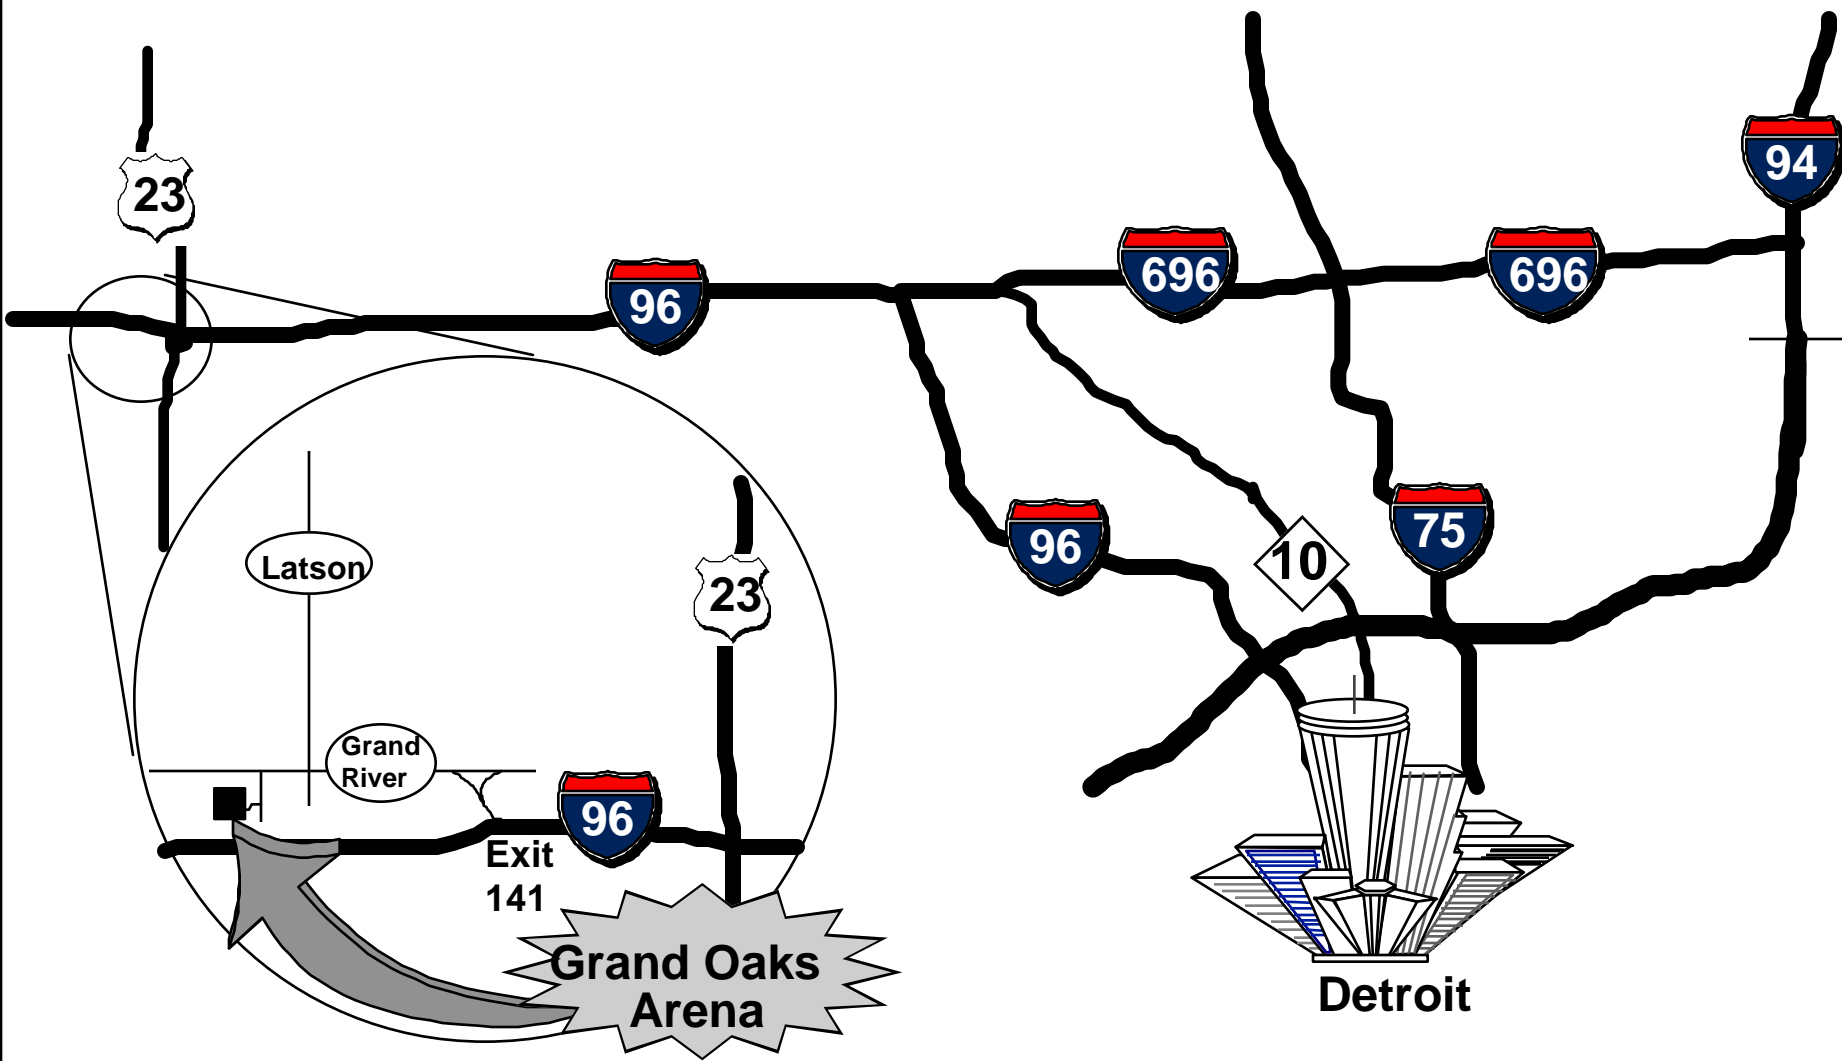 94
23
696
696
96
75
96
10
Latson
23
Grand
River
96
Exit
141
Grand Oaks
Arena
Detroit